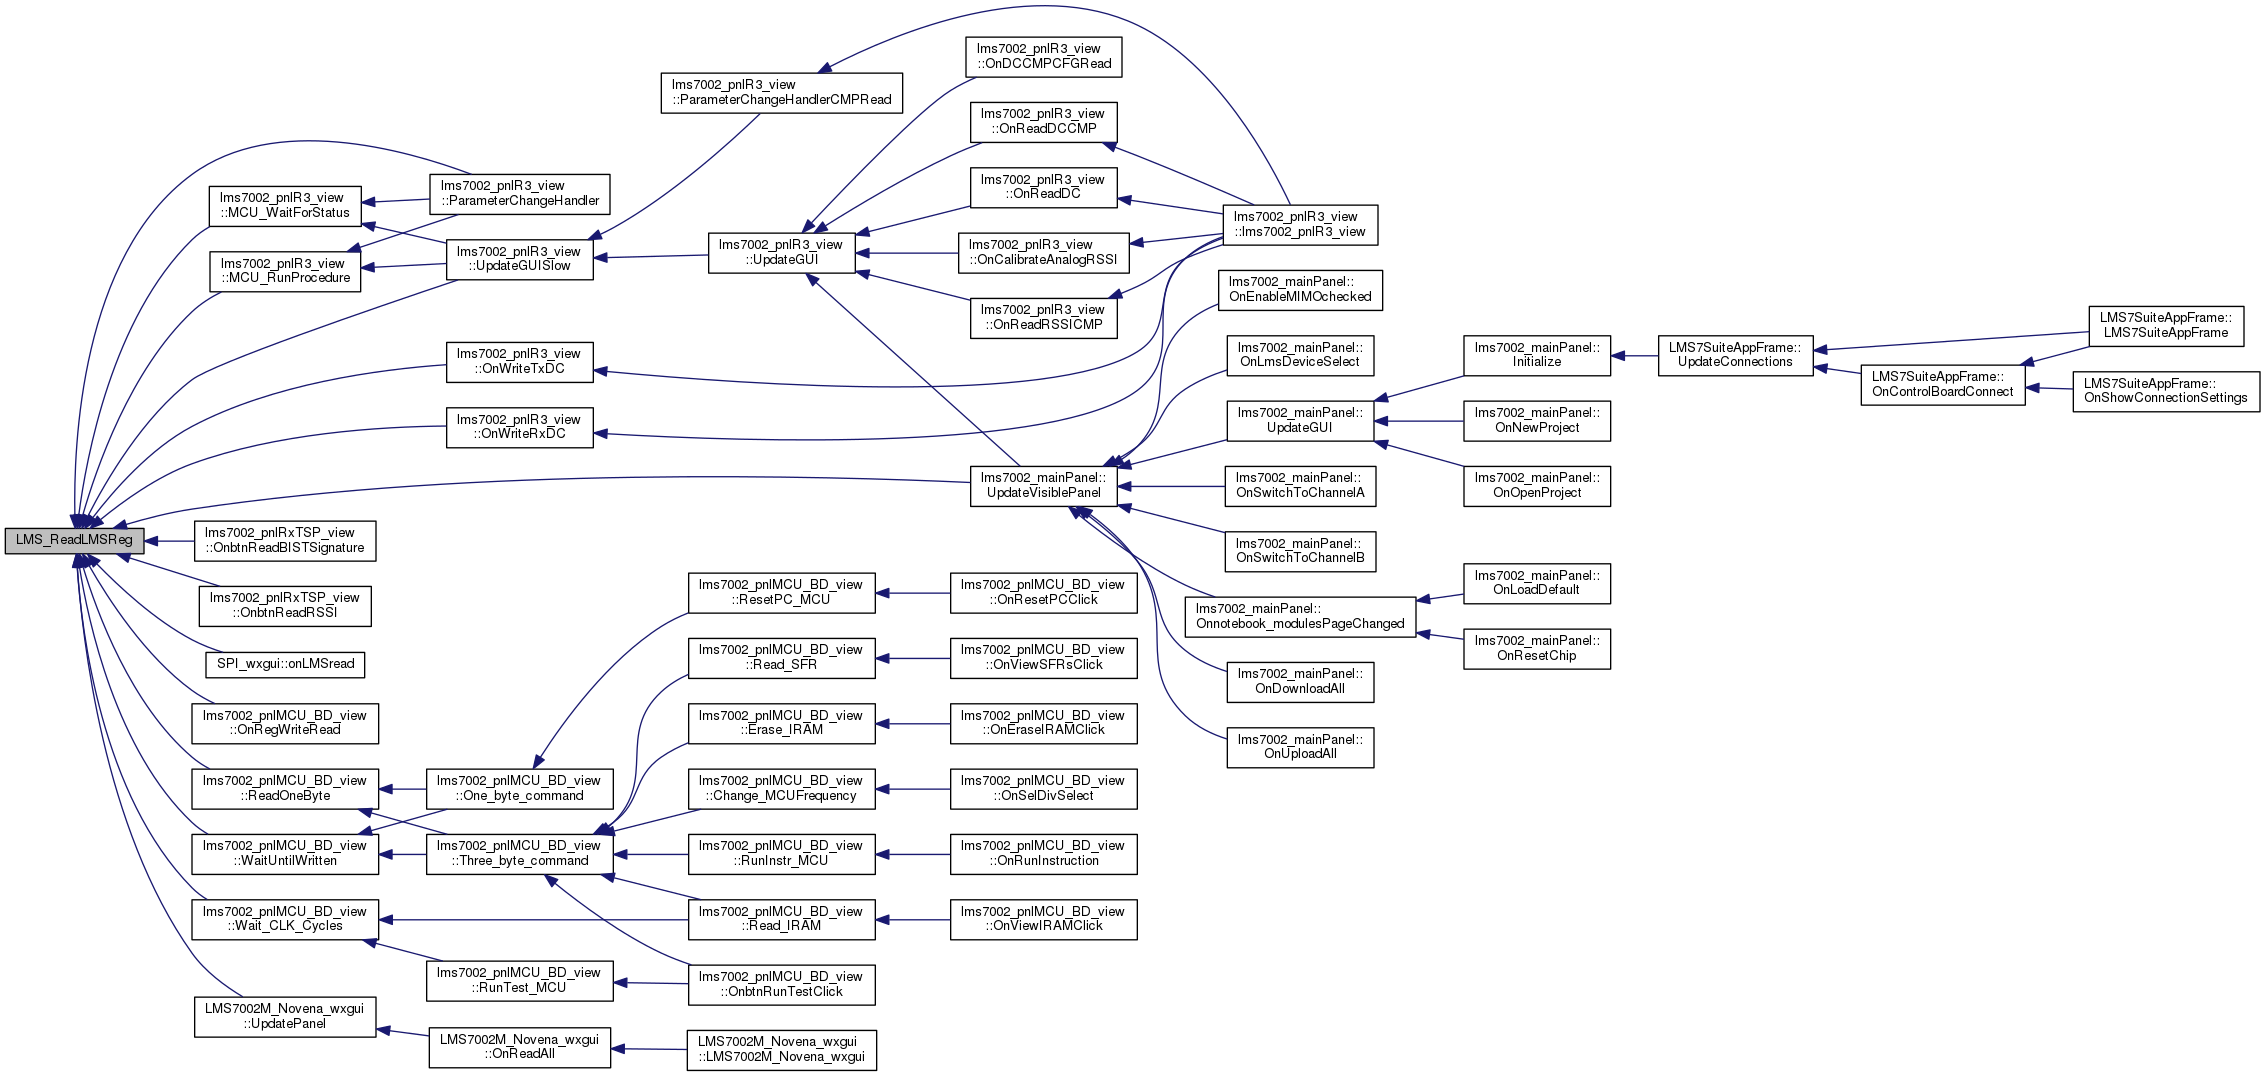 LMS_ReadLMSReg
lms7002_pnlR3_view
::MCU_WaitForStatus
lms7002_pnlR3_view
::MCU_RunProcedure
lms7002_pnlRxTSP_view
::OnbtnReadBISTSignature
lms7002_pnlRxTSP_view
::OnbtnReadRSSI
SPI_wxgui::onLMSread
lms7002_pnlMCU_BD_view
::OnRegWriteRead
lms7002_pnlMCU_BD_view
::ReadOneByte
lms7002_pnlMCU_BD_view
::WaitUntilWritten
lms7002_pnlMCU_BD_view
::Wait_CLK_Cycles
LMS7002M_Novena_wxgui
::UpdatePanel
lms7002_pnlR3_view
::ParameterChangeHandler
lms7002_pnlR3_view
::UpdateGUISlow
lms7002_pnlR3_view
::OnWriteTxDC
lms7002_pnlR3_view
::OnWriteRxDC
lms7002_pnlMCU_BD_view
::One_byte_command
lms7002_pnlMCU_BD_view
::Three_byte_command
lms7002_pnlMCU_BD_view
::RunTest_MCU
LMS7002M_Novena_wxgui
::OnReadAll
lms7002_pnlR3_view
::ParameterChangeHandlerCMPRead
lms7002_pnlR3_view
::UpdateGUI
lms7002_pnlMCU_BD_view
::ResetPC_MCU
lms7002_pnlMCU_BD_view
::Read_SFR
lms7002_pnlMCU_BD_view
::Erase_IRAM
lms7002_pnlMCU_BD_view
::Change_MCUFrequency
lms7002_pnlMCU_BD_view
::RunInstr_MCU
lms7002_pnlMCU_BD_view
::Read_IRAM
lms7002_pnlMCU_BD_view
::OnbtnRunTestClick
LMS7002M_Novena_wxgui
::LMS7002M_Novena_wxgui
lms7002_pnlR3_view
::OnDCCMPCFGRead
lms7002_pnlR3_view
::OnReadDCCMP
lms7002_pnlR3_view
::OnReadDC
lms7002_pnlR3_view
::OnCalibrateAnalogRSSI
lms7002_pnlR3_view
::OnReadRSSICMP
lms7002_mainPanel::
UpdateVisiblePanel
lms7002_pnlMCU_BD_view
::OnResetPCClick
lms7002_pnlMCU_BD_view
::OnViewSFRsClick
lms7002_pnlMCU_BD_view
::OnEraseIRAMClick
lms7002_pnlMCU_BD_view
::OnSelDivSelect
lms7002_pnlMCU_BD_view
::OnRunInstruction
lms7002_pnlMCU_BD_view
::OnViewIRAMClick
lms7002_pnlR3_view
::lms7002_pnlR3_view
lms7002_mainPanel::
OnEnableMIMOchecked
lms7002_mainPanel::
OnLmsDeviceSelect
lms7002_mainPanel::
UpdateGUI
lms7002_mainPanel::
OnSwitchToChannelA
lms7002_mainPanel::
OnSwitchToChannelB
lms7002_mainPanel::
Onnotebook_modulesPageChanged
lms7002_mainPanel::
OnDownloadAll
lms7002_mainPanel::
OnUploadAll
lms7002_mainPanel::
Initialize
lms7002_mainPanel::
OnNewProject
lms7002_mainPanel::
OnOpenProject
lms7002_mainPanel::
OnLoadDefault
lms7002_mainPanel::
OnResetChip
LMS7SuiteAppFrame::
UpdateConnections
LMS7SuiteAppFrame::
OnControlBoardConnect
LMS7SuiteAppFrame::
LMS7SuiteAppFrame
LMS7SuiteAppFrame::
OnShowConnectionSettings